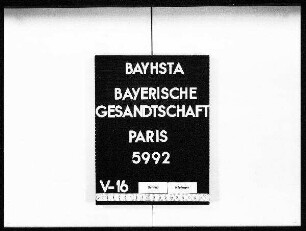 BAYHSTA
BAYERISCHE
GESANDTSCHAFT
PARIS
5992
V-16